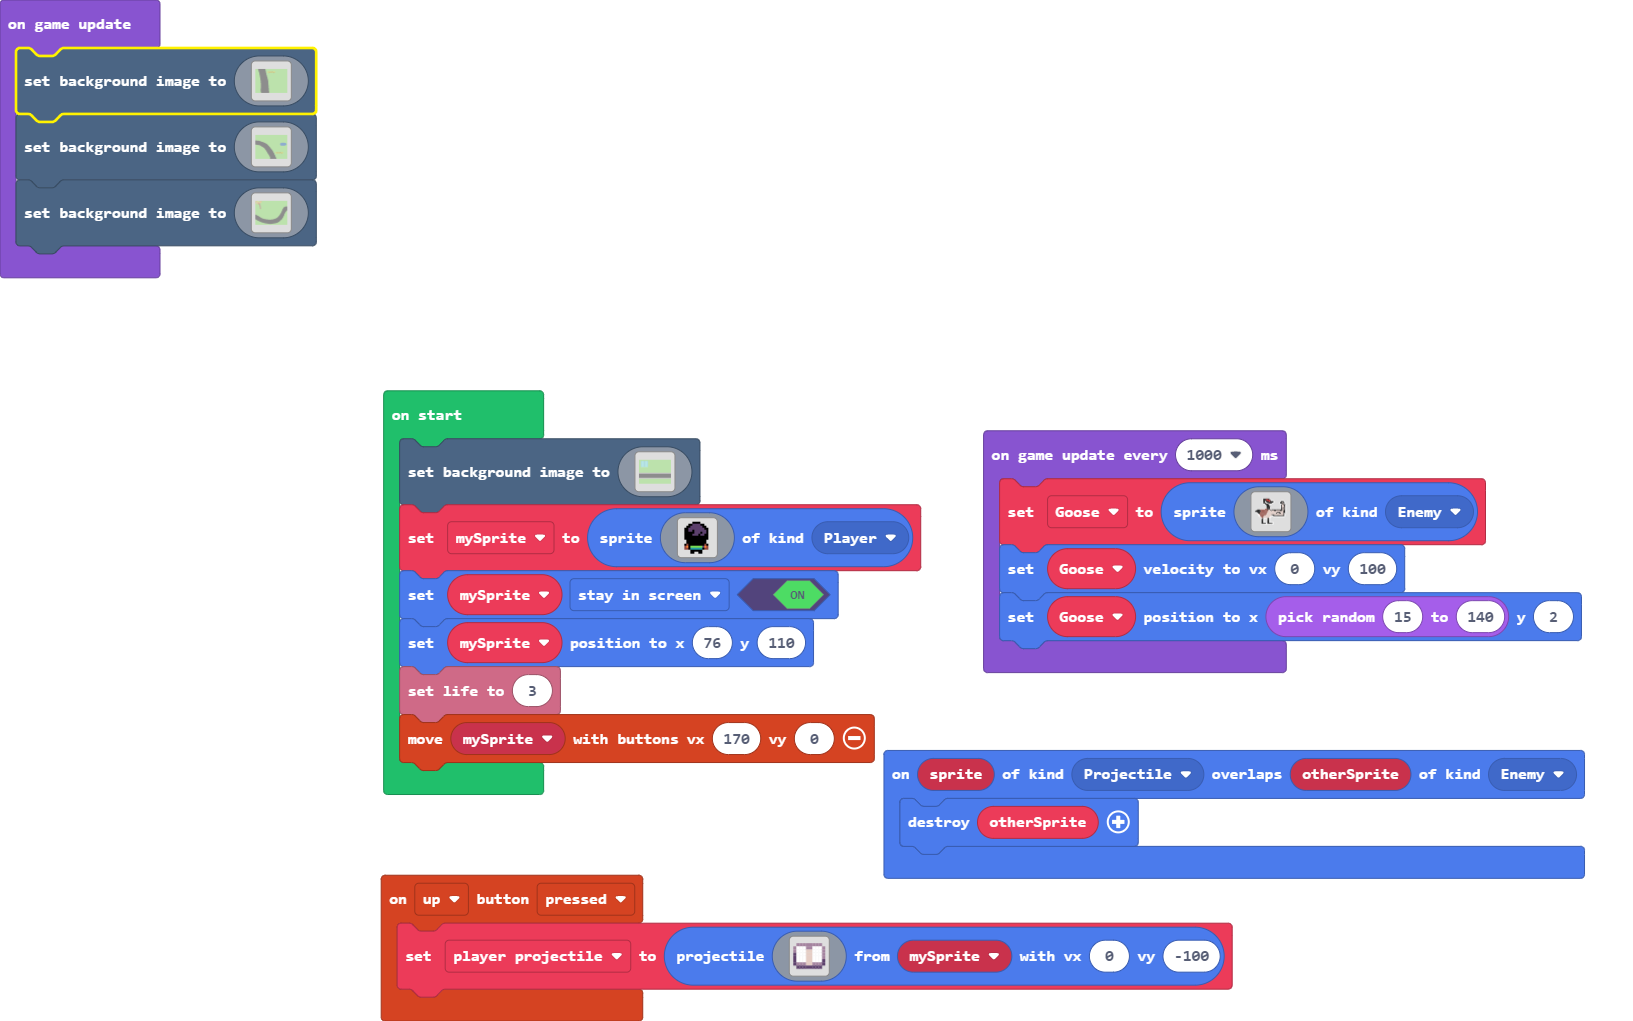 on game update
set background image to
set background image to
set background image to
on start
set background image to
set mySprite to sprite of kind Player
set mySprite stay in screen ON
set mySprite position to x 76 y 110
set life to 3
move mySprite with buttons vx 170 vy 0
on game update every 1000 ms
set Goose to sprite of kind Enemy
set Goose velocity to vx 0 vy 100
set Goose position to x pick random 15 to 140 y 2
on sprite of kind Projectile overlaps otherSprite of kind Enemy
destroy otherSprite
on up button pressed
set player projectile to projectile from mySprite with vx 0 vy -100